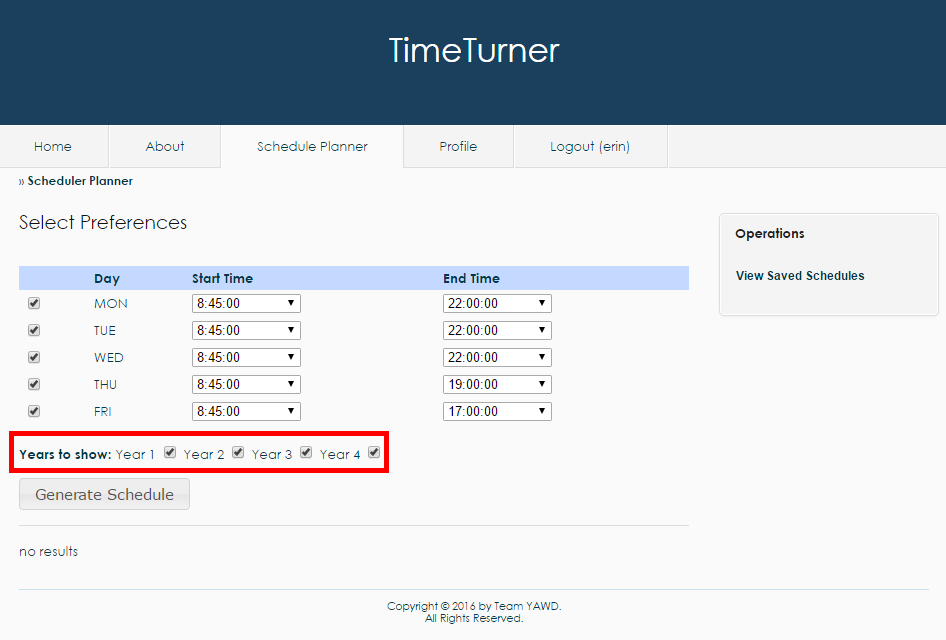 TimeTurner
Home About Schedule Planner Profile Logout (erin)
» Scheduler Planner
Select Preferences
Operations
View Saved Schedules
Day Start Time End Time
MON 8:45:00 22:00:00
TUE 8:45:00 22:00:00
WED 8:45:00 22:00:00
THU 8:45:00 19:00:00
FRI 8:45:00 17:00:00
Years to show: Year 1 Year 2 Year 3 Year 4
Generate Schedule
no results
Copyright © 2016 by Team YAWD.
All Rights Reserved.